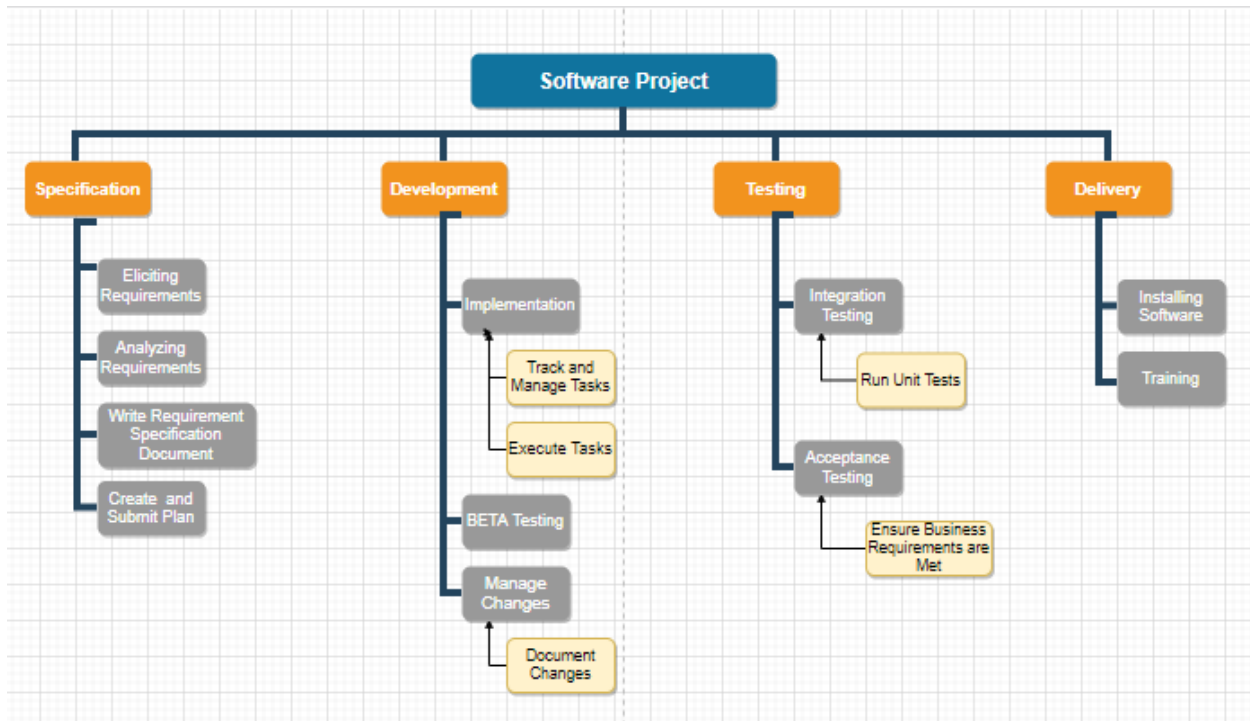 Software Project
Specification
Development
Testing
Delivery
Eliciting
Requirements
Analyzing
Requirements
Write Requirement
Specification
Document
Create and
Submit Plan
Implementation
Track and
Manage Tasks
Execute Tasks
BETA Testing
Manage
Changes
Document
Changes
Integration
Testing
Run Unit Tests
Acceptance
Testing
Ensure Business
Requirements are
Met
Installing
Software
Training